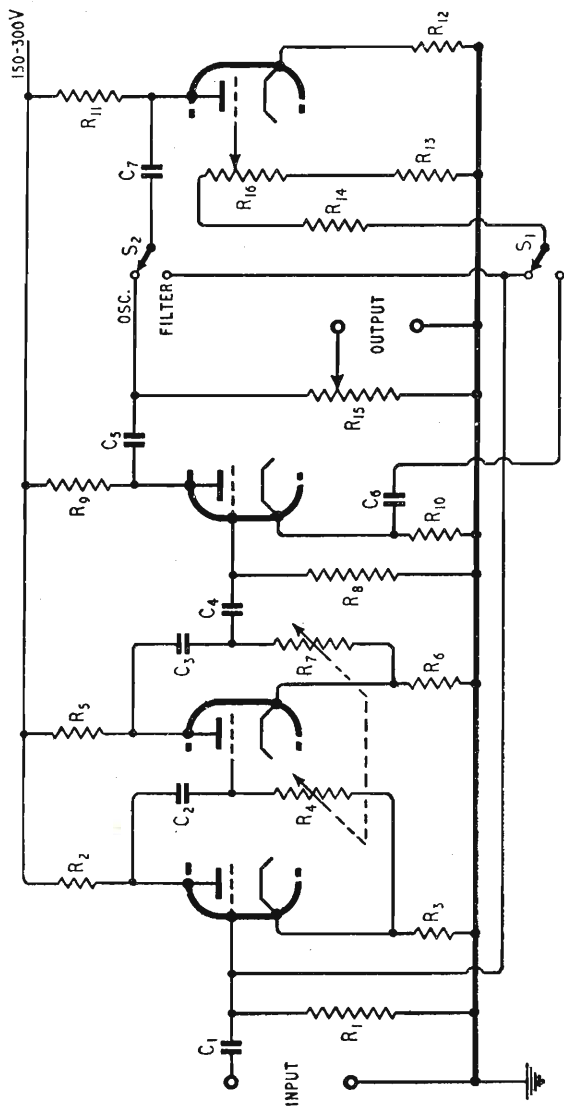 150-300V
R2
R5
R9
R11
R12
C2
C3
C5
C7
S2
OSC.
FILTER
C1
C4
INPUT
R1
R3
R4
R7
R6
R8
C6
R10
R15
OUTPUT
R16
R14
R13
S1